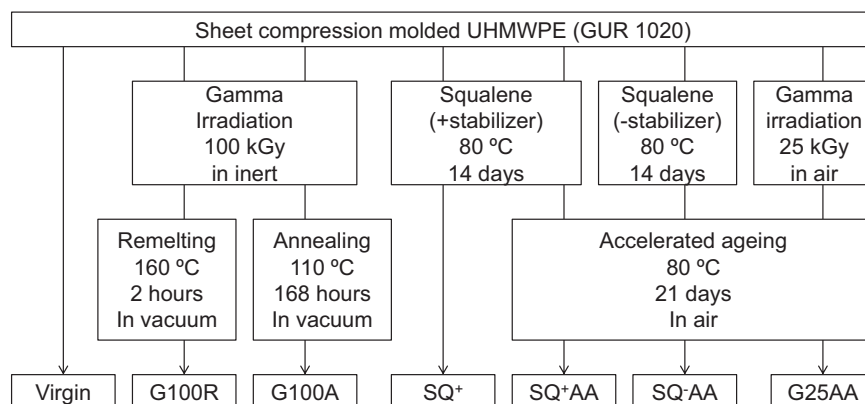 Sheet compression molded UHMWPE (GUR 1020)
Gamma
Irradiation
100 kGy
in inert
Squalene
(+stabilizer)
80 ºC
14 days
Squalene
(-stabilizer)
80 ºC
14 days
Gamma
irradiation
25 kGy
in air
Remelting
160 ºC
2 hours
In vacuum
Annealing
110 ºC
168 hours
In vacuum
Accelerated ageing
80 ºC
21 days
In air
Virgin
G100R
G100A
SQ⁺
SQ⁺AA
SQ⁻AA
G25AA